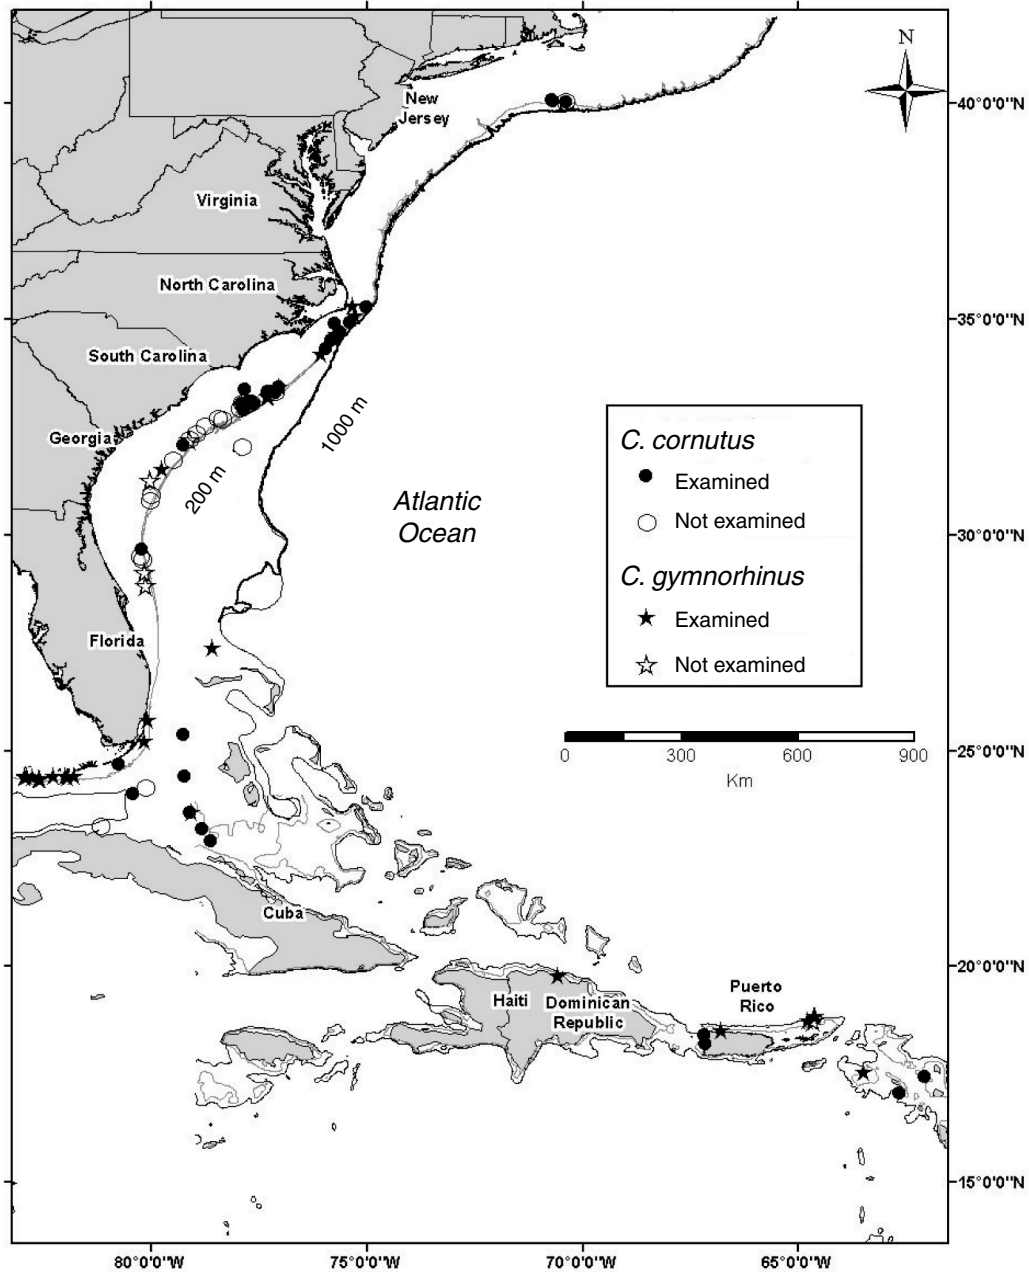 N
New
Jersey
40°0'0"N
Virginia
North Carolina
35°0'0"N
South Carolina
1000 m
Georgia
200 m
C. cornutus
Examined
Not examined
C. gymnorhinus
Examined
Not examined
Atlantic
Ocean
30°0'0"N
Florida
0 300 600 900
Km
25°0'0"N
Cuba
20°0'0"N
Haiti
Dominican
Republic
Puerto
Rico
15°0'0"N
80°0'0"W 75°0'0"W 70°0'0"W 65°0'0"W